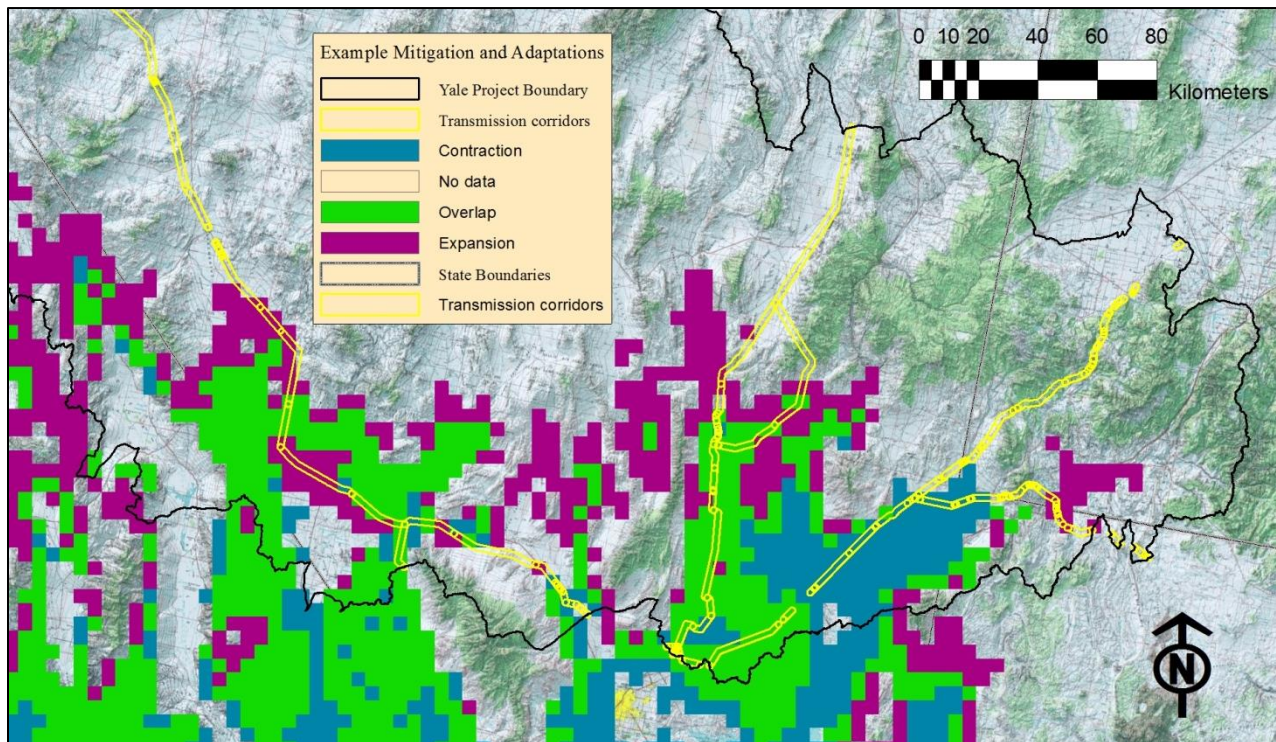 Example Mitigation and Adaptations
Yale Project Boundary
Transmission corridors
Contraction
No data
Overlap
Expansion
State Boundaries
Transmission corridors
0 10 20 40 60 80
Kilometers
N